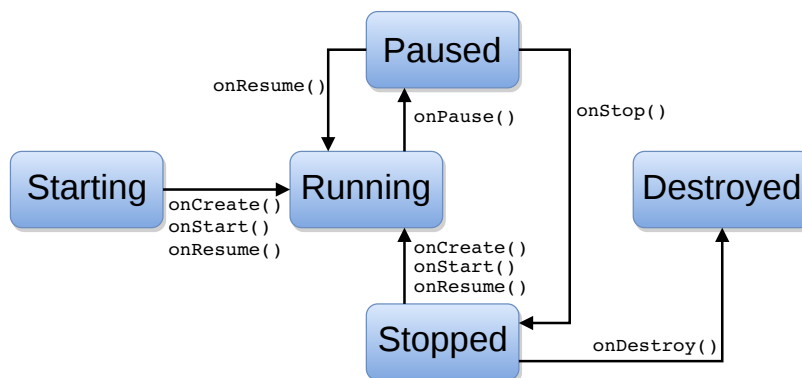 Paused
onResume()
onPause()
onStop()
Starting
Running
Destroyed
onCreate()
onStart()
onResume()
onCreate()
onStart()
onResume()
Stopped
onDestroy()